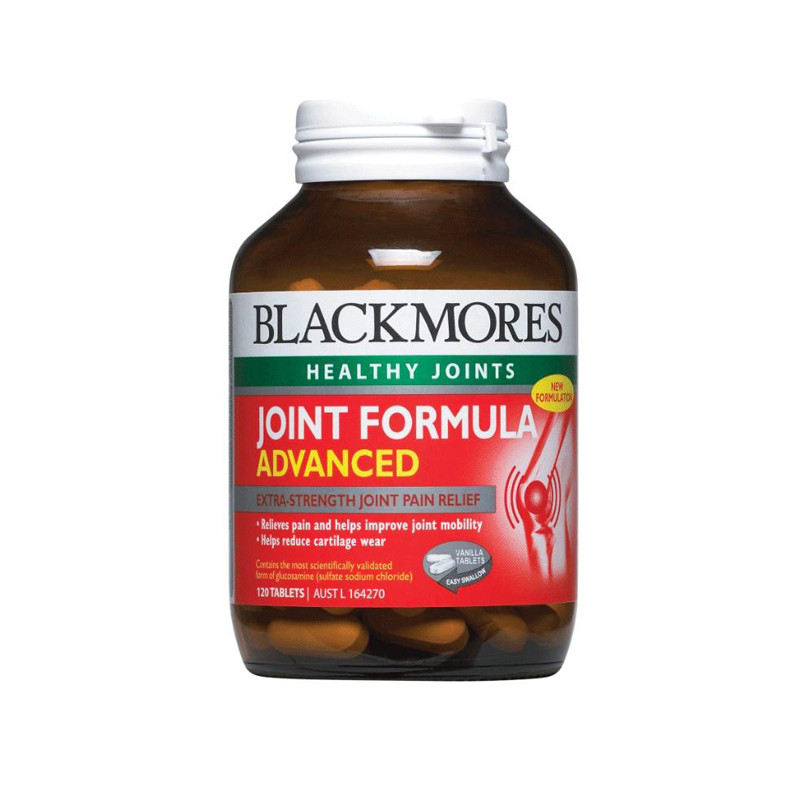 BLACKMORES
HEALTHY JOINTS
NEW
FORMULATION
JOINT FORMULA
ADVANCED
EXTRA-STRENGTH JOINT PAIN RELIEF
• Relieves pain and helps improve joint mobility
• Helps reduce cartilage wear
Contains the most scientifically validated
form of glucosamine (sulfate sodium chloride)
120 TABLETS | AUST L 164270
VANILLA
TABLETS
EASY SWALLOW